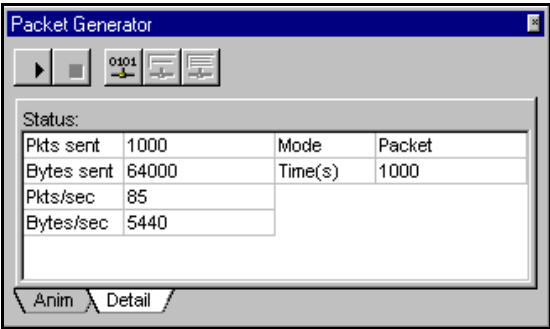 Packet Generator
0101
Status:
Pkts sent 1000 Mode Packet
Bytes sent 64000 Time(s) 1000
Pkts/sec 85
Bytes/sec 5440
Anim Detail